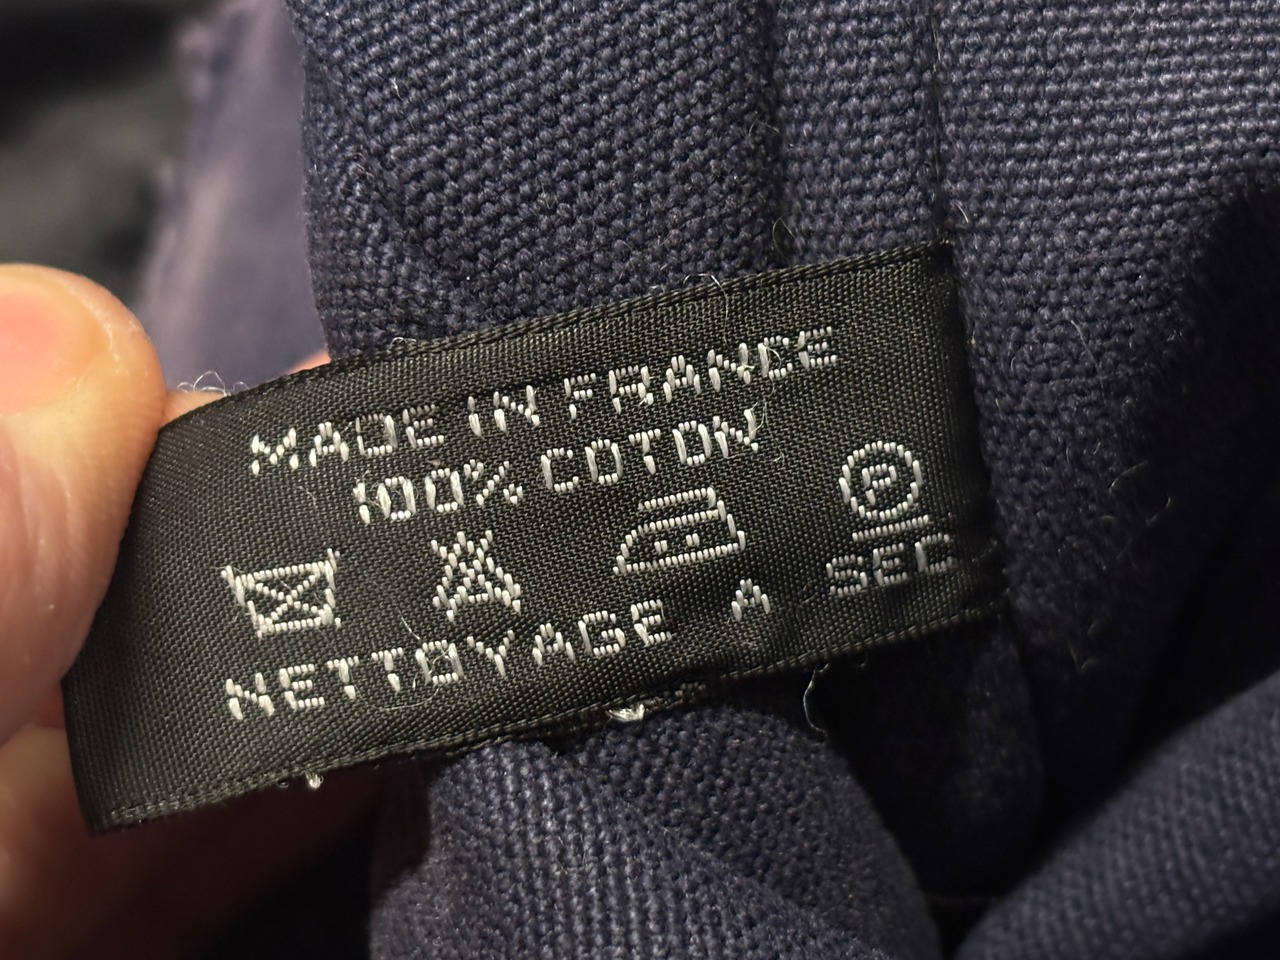 MADE IN FRANCE
100% COTON
P
NETTOYAGE A SEC